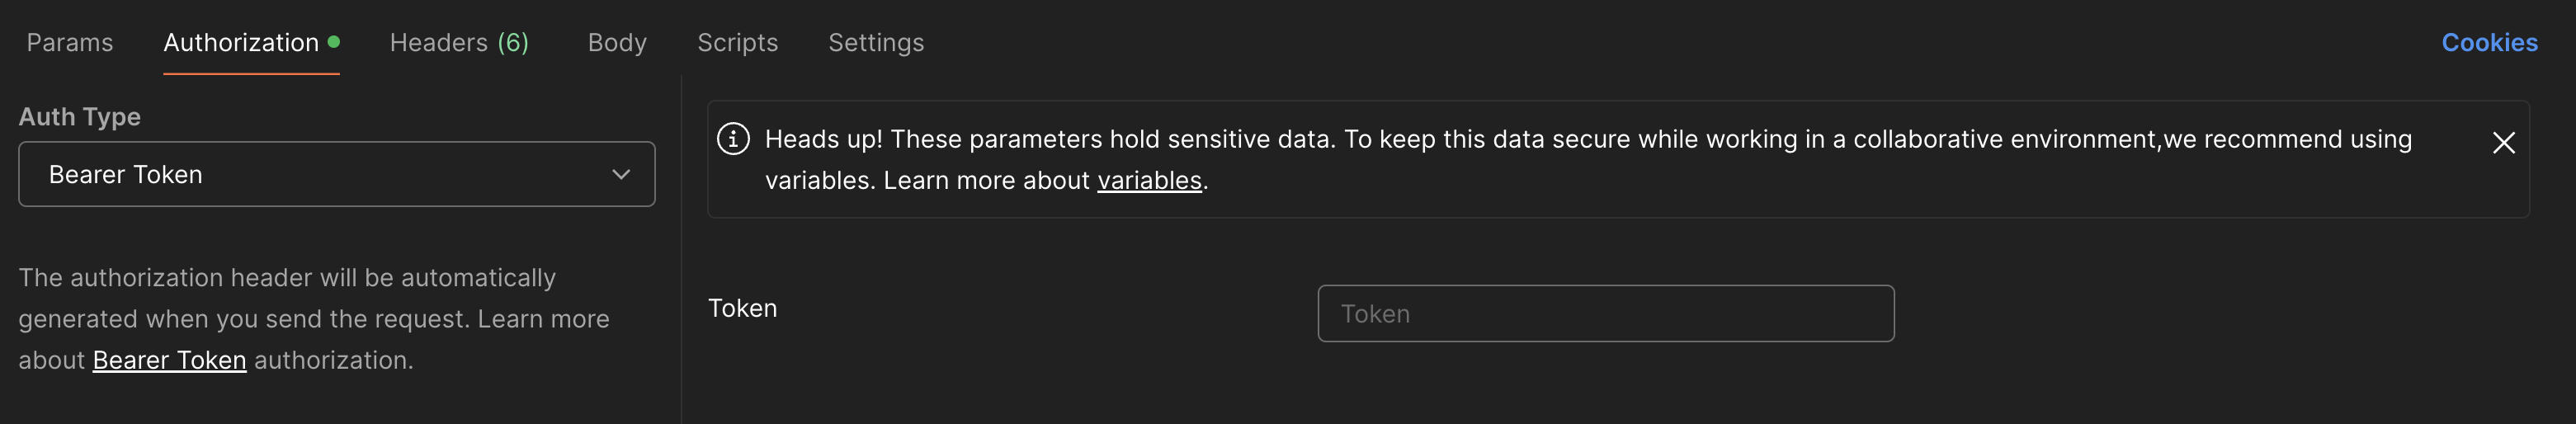 Params Authorization Headers (6) Body Scripts Settings Cookies
Auth Type
Bearer Token
The authorization header will be automatically
generated when you send the request. Learn more
about Bearer Token authorization.
Heads up! These parameters hold sensitive data. To keep this data secure while working in a collaborative environment,we recommend using
variables. Learn more about variables.
Token
Token